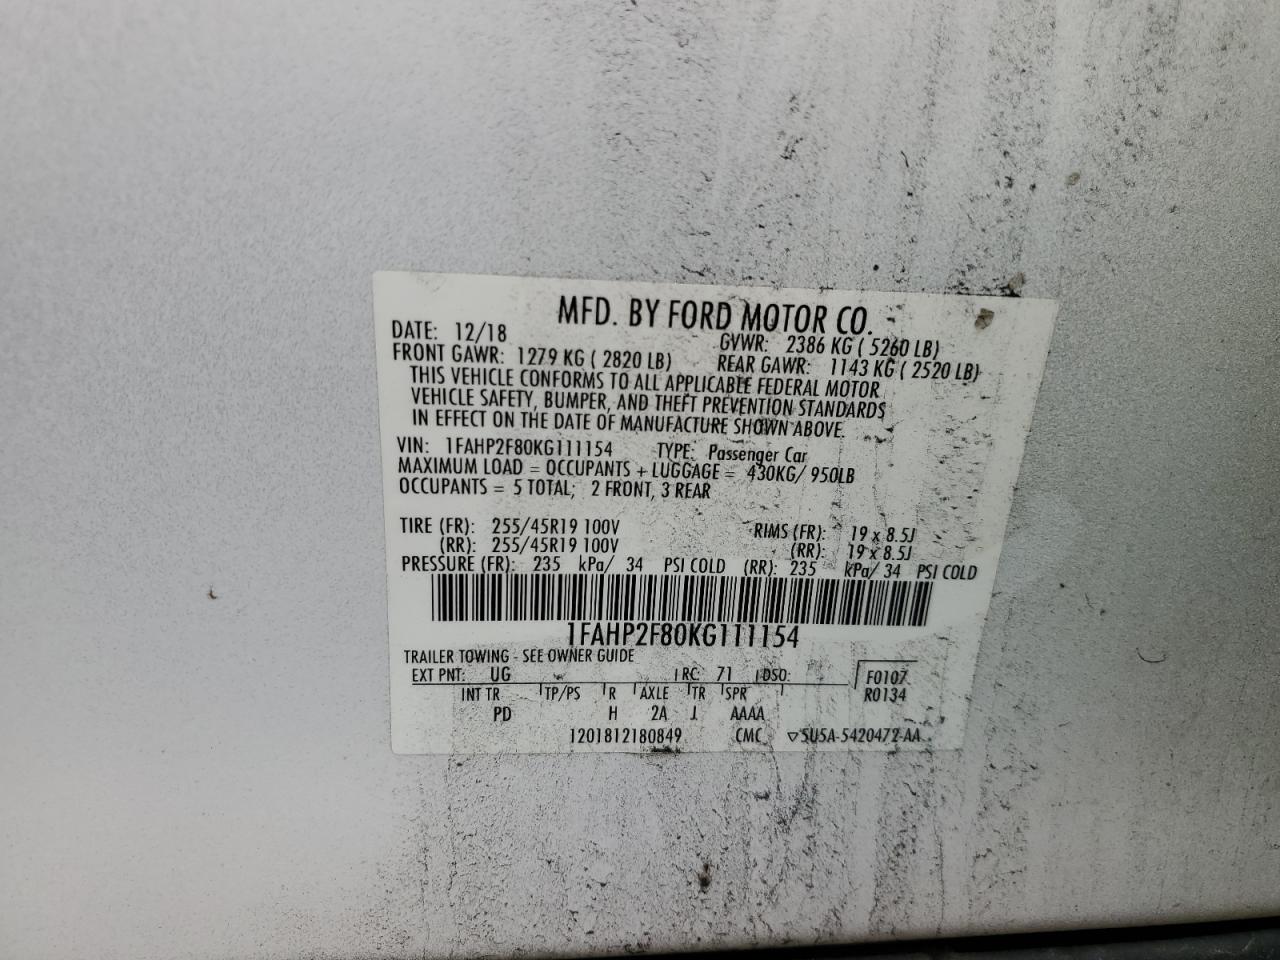 MFD. BY FORD MOTOR CO.
DATE: 12/18 GVWR: 2386 KG ( 5260 LB)
FRONT GAWR: 1279 KG ( 2820 LB) REAR GAWR: 1143 KG ( 2520 LB)
THIS VEHICLE CONFORMS TO ALL APPLICABLE FEDERAL MOTOR
VEHICLE SAFETY, BUMPER, AND THEFT PREVENTION STANDARDS
IN EFFECT ON THE DATE OF MANUFACTURE SHOWN ABOVE.
VIN: 1FAHP2F80KG111154 TYPE: Passenger Car
MAXIMUM LOAD = OCCUPANTS + LUGGAGE = 430KG/ 950LB
OCCUPANTS = 5 TOTAL; 2 FRONT, 3 REAR
TIRE (FR): 255/45R19 100V RIMS (FR): 19 x 8.5J
(RR): 255/45R19 100V (RR): 19 x 8.5J
PRESSURE (FR): 235 kPa/ 34 PSI COLD (RR): 235 kPa/ 34 PSI COLD
1FAHP2F80KG111154
TRAILER TOWING - SEE OWNER GUIDE
EXT PNT: UG RC: 71 DSO: F0107
INT TR TP/PS R AXLE TR SPR R0134
PD H 2A J AAAA
1201812180849 CMC ▽5U5A-5420472-AA